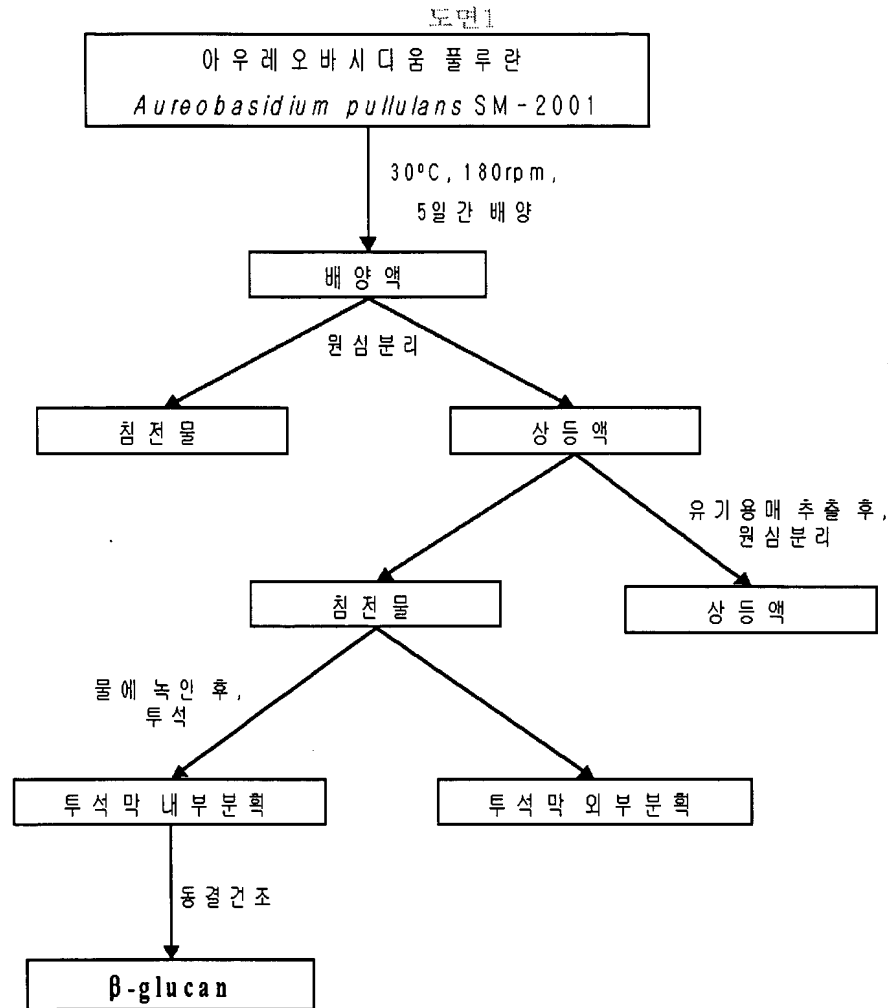 도면1
아우레오바시디움 풀루란
Aureobasidium pullulans SM-2001
30ºC, 180rpm,
5일간 배양
배양액
원심분리
침전물
상등액
유기용매 추출 후,
원심분리
침전물
상등액
물에 녹인 후,
투석
투석막 내부분획
투석막 외부분획
동결건조
β-glucan